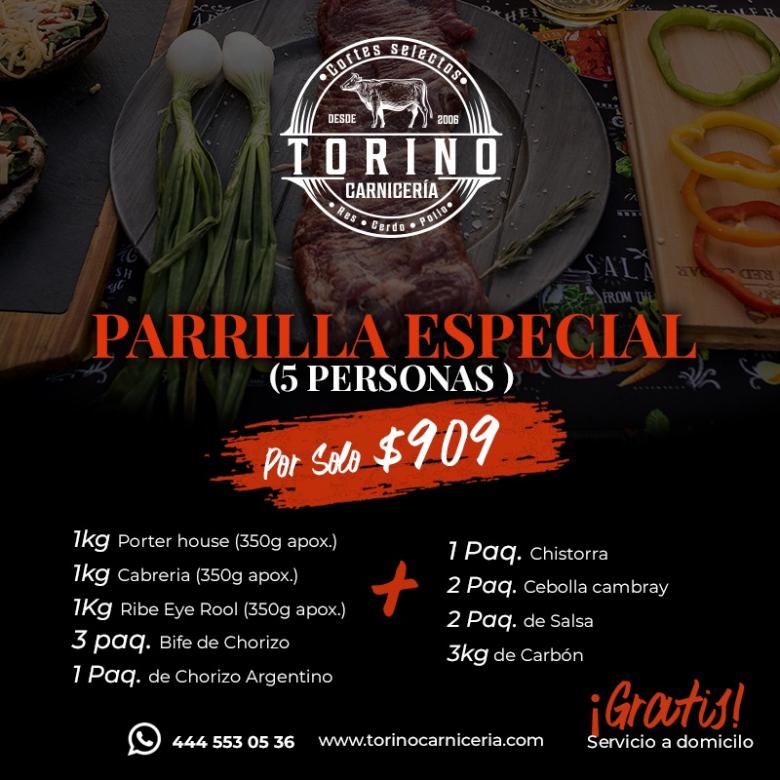 Cortes Selectos
DESDE 2006
TORINO
CARNICERÍA
Res • Cerdo • Pollo
PARRILLA ESPECIAL
(5 PERSONAS )
Por Solo $909
1kg Porter house (350g apox.)
1kg Cabreria (350g apox.)
1Kg Ribe Eye Rool (350g apox.)
3 paq. Bife de Chorizo
1 Paq. de Chorizo Argentino
+
1 Paq. Chistorra
2 Paq. Cebolla cambray
2 Paq. de Salsa
3kg de Carbón
¡Gratis!
Servicio a domicilo
444 553 05 36 www.torinocarniceria.com